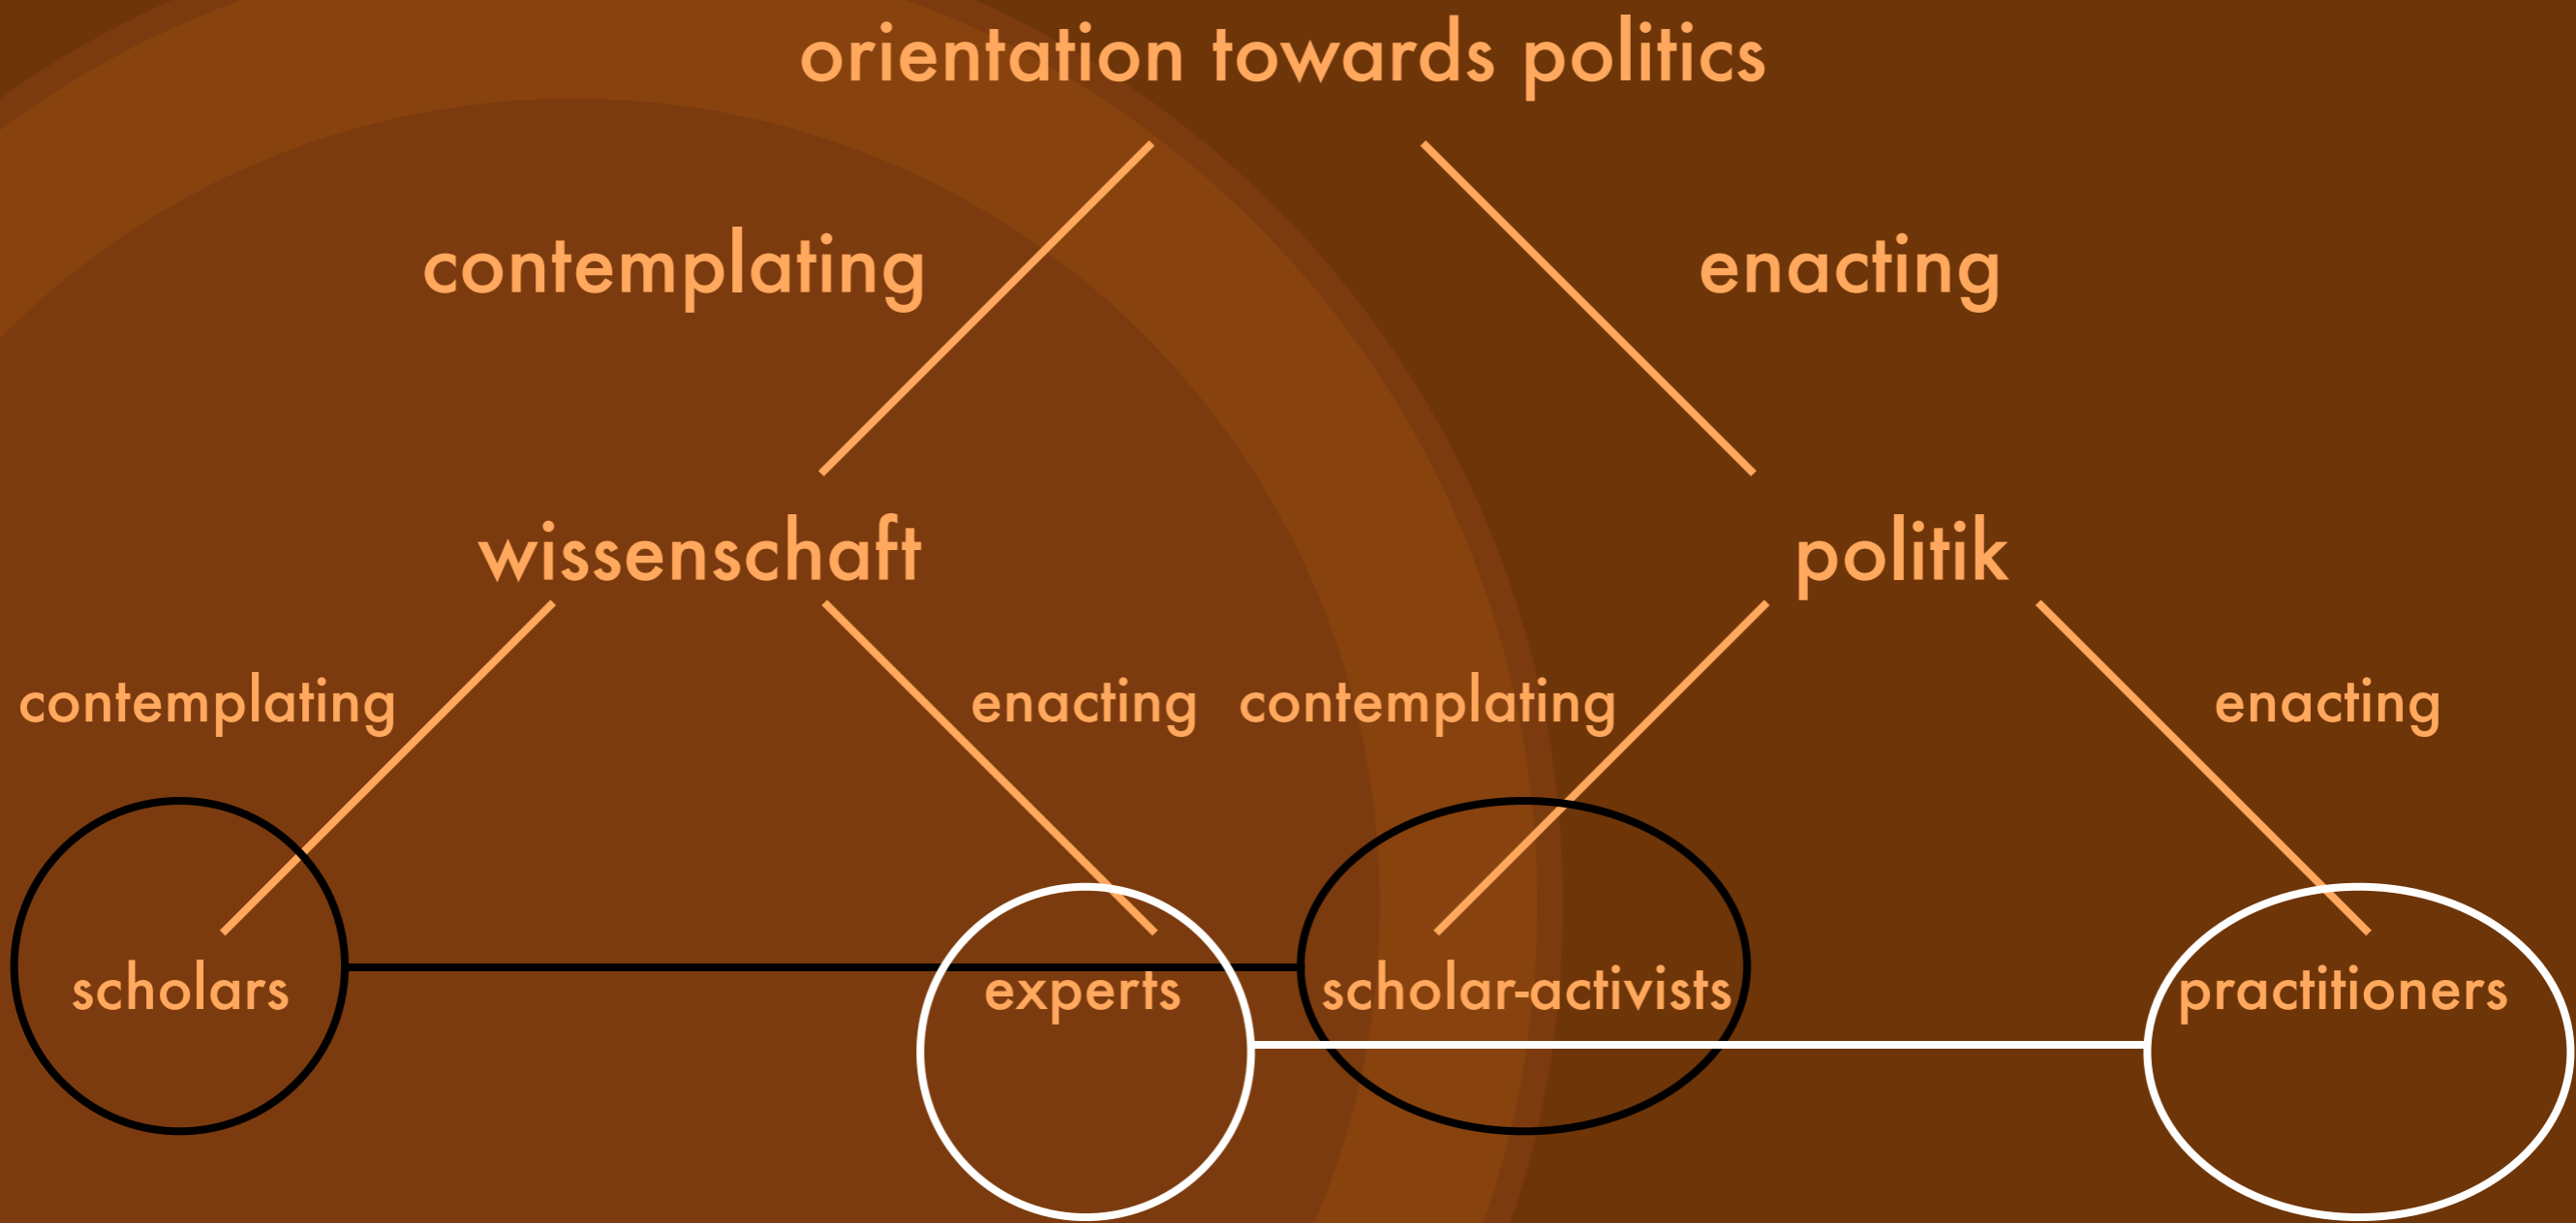 orientation towards politics
contemplating
enacting
wissenschaft
politik
contemplating
enacting
contemplating
enacting
scholars
experts
scholar-activists
practitioners